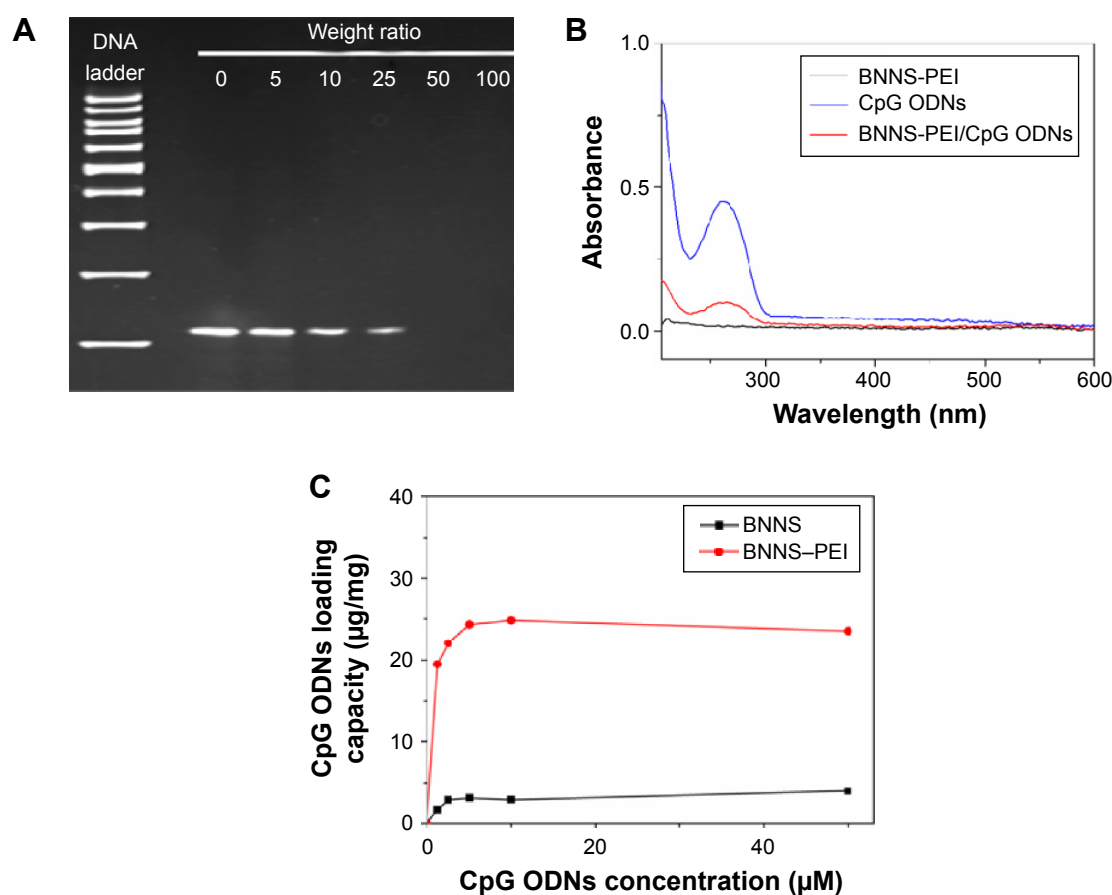 A
DNA
ladder
Weight ratio
0 5 10 25 50 100
B
1.0
0.5
0.0
Absorbance
BNNS-PEI
CpG ODNs
BNNS-PEI/CpG ODNs
300 400 500 600
Wavelength (nm)
C
40
30
20
10
0
CpG ODNs loading
capacity (µg/mg)
BNNS
BNNS–PEI
0 20 40
CpG ODNs concentration (µM)